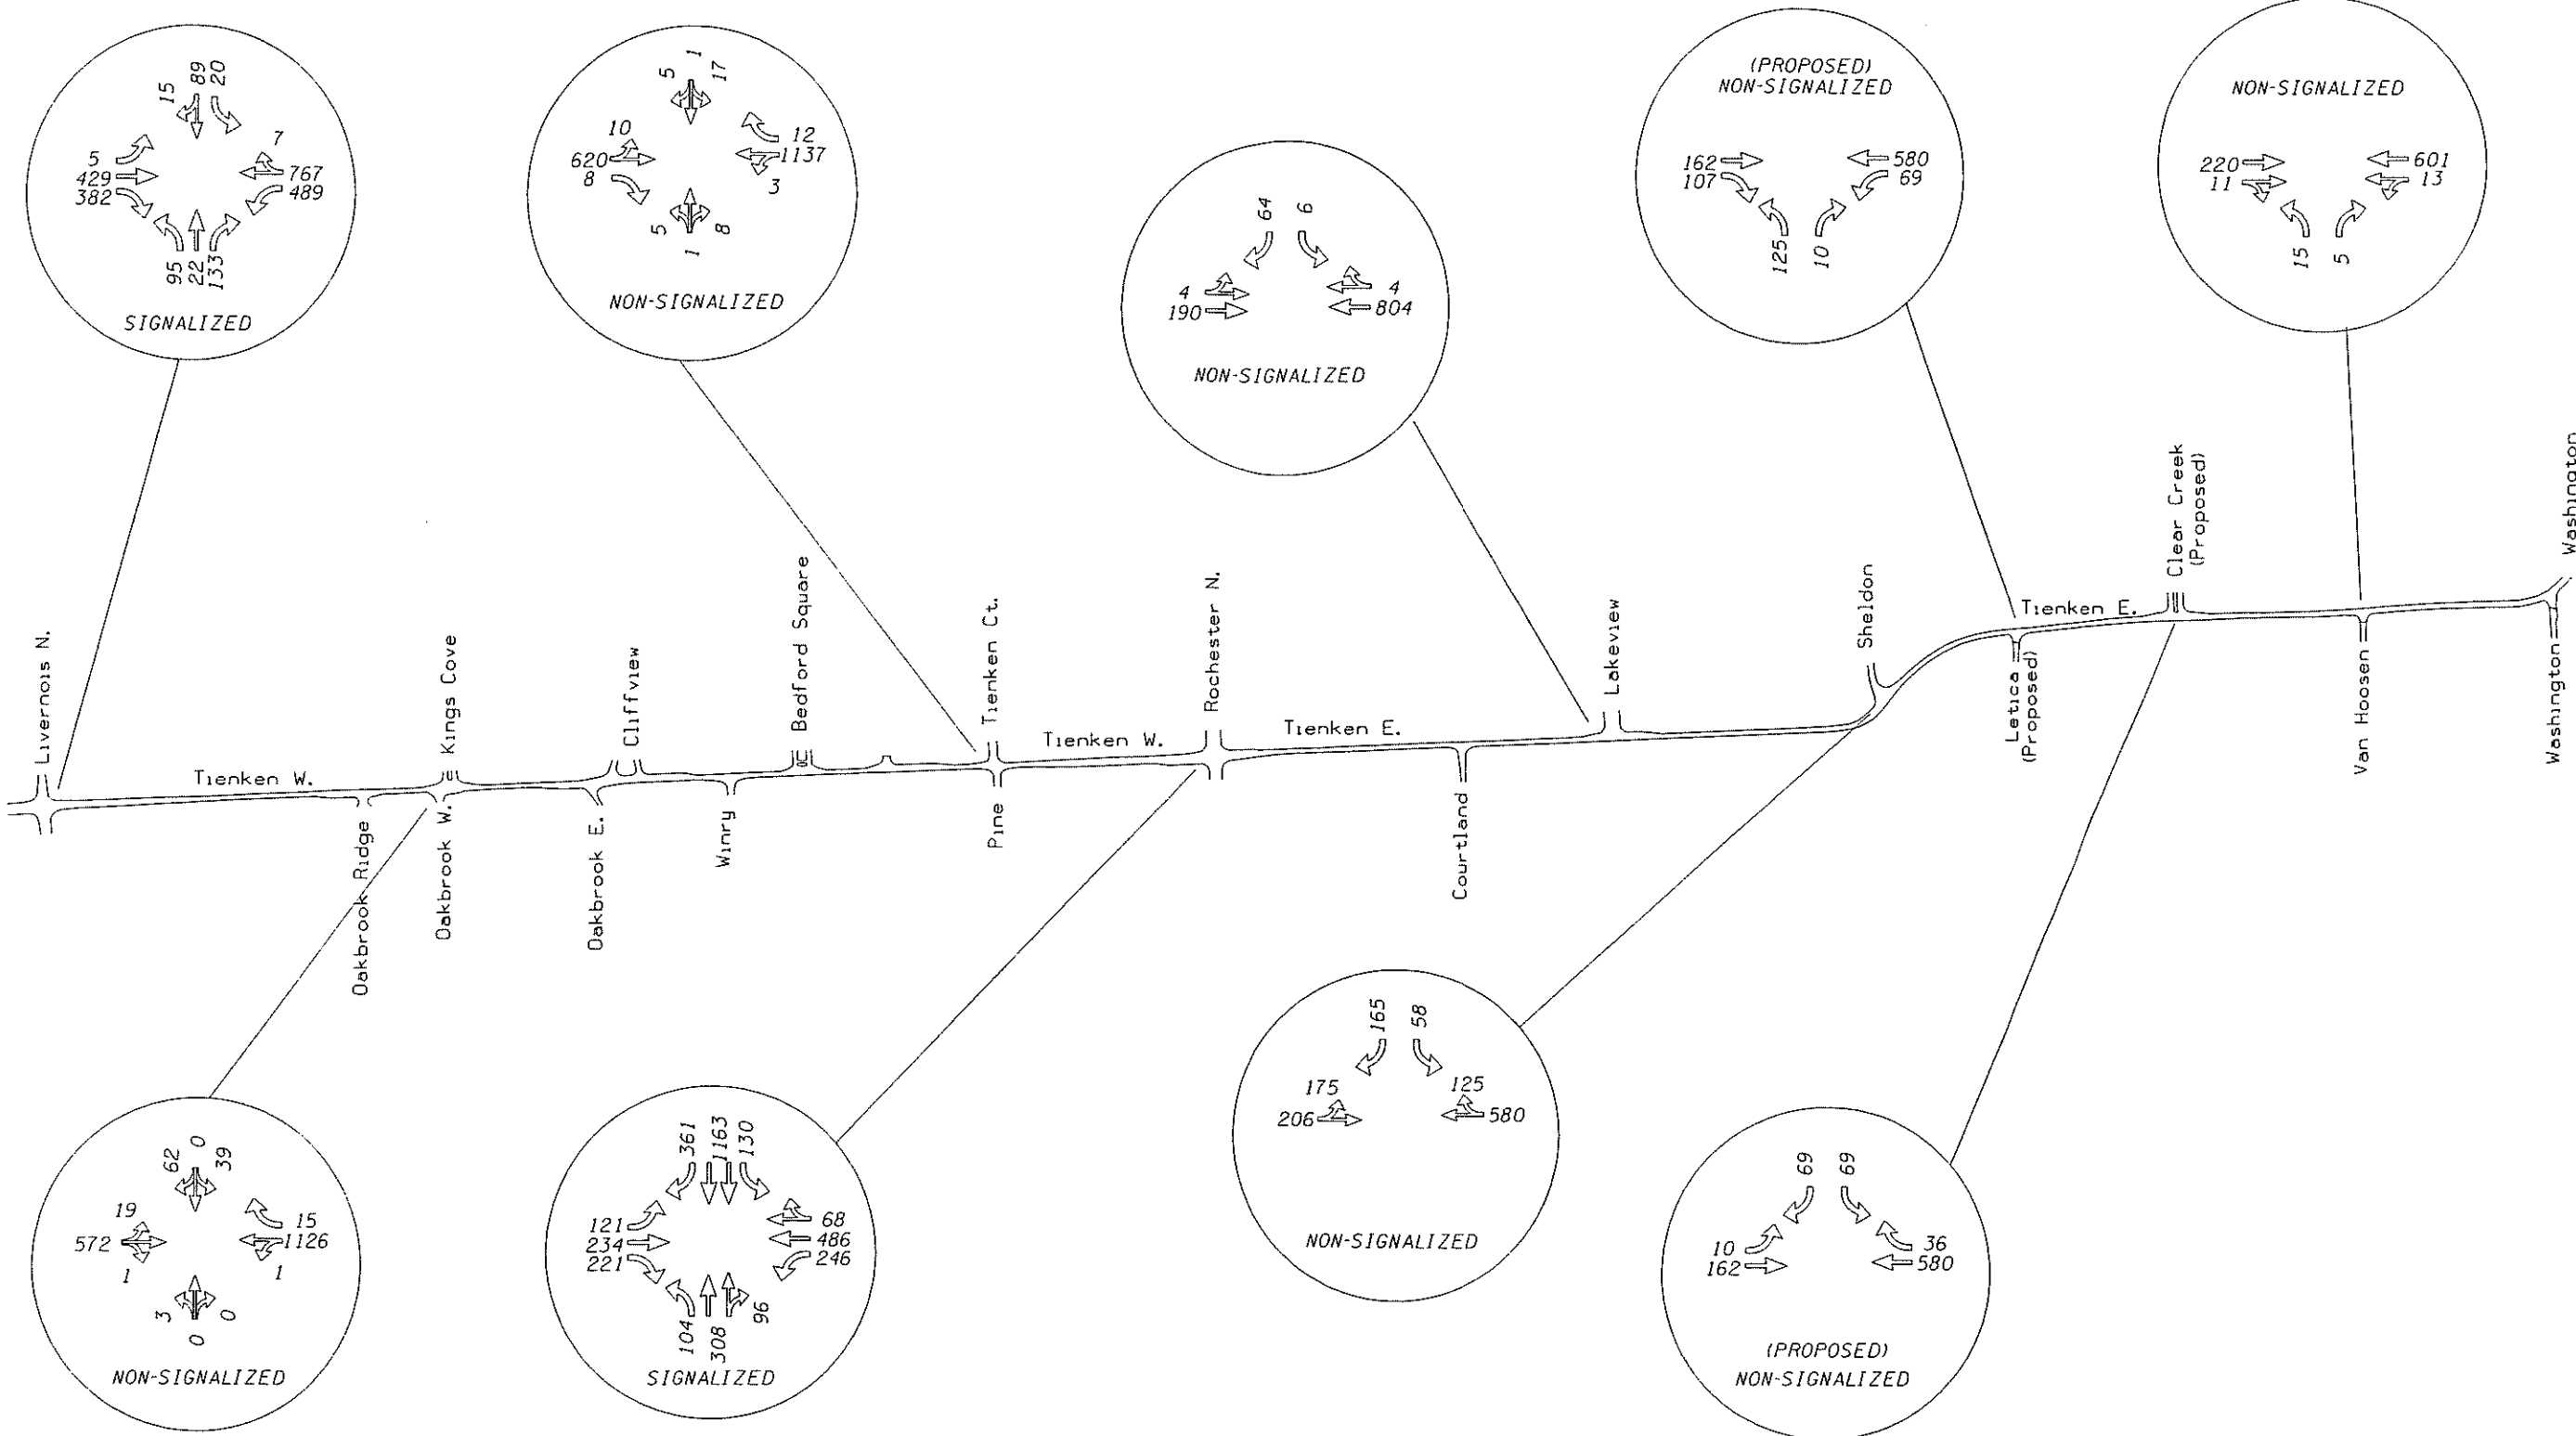 15
89
20
5
429
382
7
767
489
95
22
133
SIGNALIZED
5
1
17
10
620
8
12
1137
3
5
1
8
NON-SIGNALIZED
64
6
4
190
4
804
NON-SIGNALIZED
(PROPOSED)
NON-SIGNALIZED
162
107
580
69
125
10
NON-SIGNALIZED
220
11
601
13
15
5
Livernois N.
Tienken W.
Oakbrook Ridge
Kings Cove
Oakbrook W.
Oakbrook E.
Cliffview
Winry
Bedford Square
Tienken Ct.
Pine
Tienken W.
Rochester N.
Tienken E.
Courtland
Lakeview
Sheldon
Letica
(Proposed)
Tienken E.
Clear Creek
(Proposed)
Van Hoosen
Washington
Washington
62
0
39
19
572
1
15
1126
1
3
0
0
NON-SIGNALIZED
361
1163
130
121
234
221
68
486
246
104
308
96
SIGNALIZED
165
58
175
206
125
580
NON-SIGNALIZED
69
69
10
162
36
580
(PROPOSED)
NON-SIGNALIZED